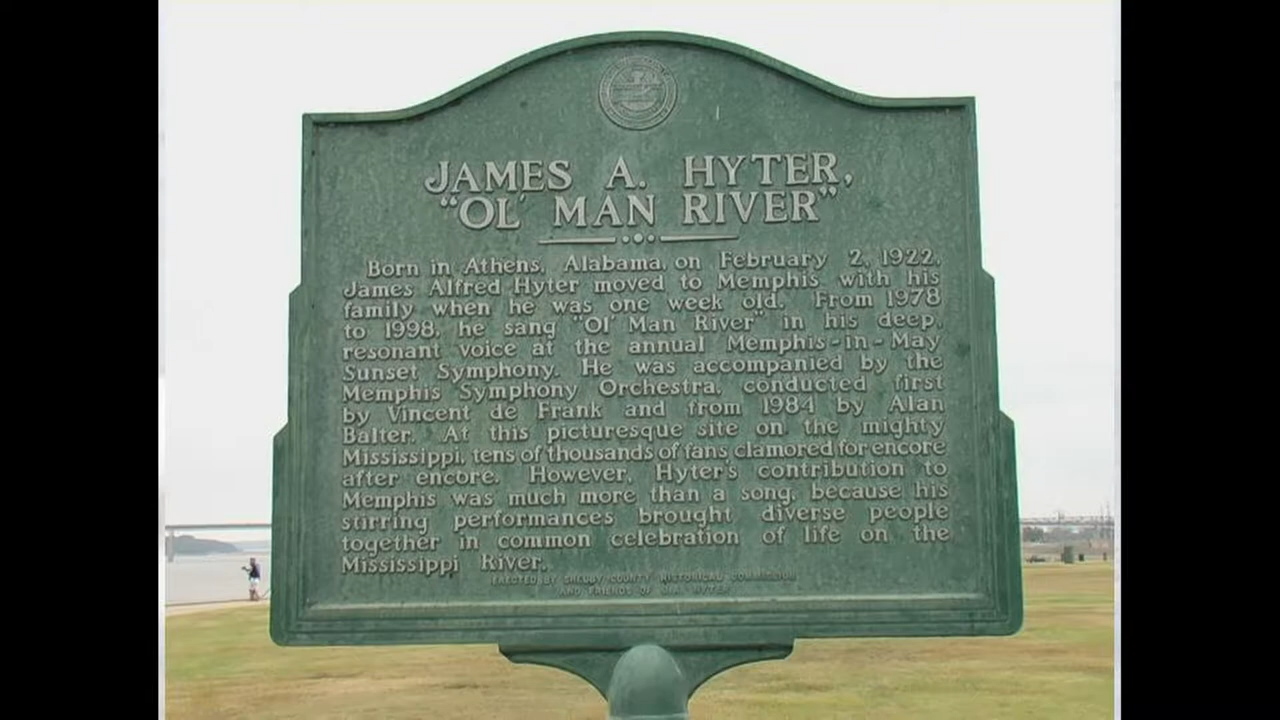 JAMES A. HYTER,
"OL' MAN RIVER"
Born in Athens, Alabama, on February 2, 1922,
James Alfred Hyter moved to Memphis with his
family when he was one week old. From 1978
to 1998, he sang "Ol' Man River" in his deep,
resonant voice at the annual Memphis-in-May
Sunset Symphony. He was accompanied by the
Memphis Symphony Orchestra, conducted first
by Vincent de Frank and from 1984 by Alan
Balter. At this picturesque site on the mighty
Mississippi, tens of thousands of fans clamored for encore
after encore. However, Hyter's contribution to
Memphis was much more than a song, because his
stirring performances brought diverse people
together in common celebration of life on the
Mississippi River.
ERECTED BY SHELBY COUNTY HISTORICAL COMMISSION
AND FRIENDS OF HYTER